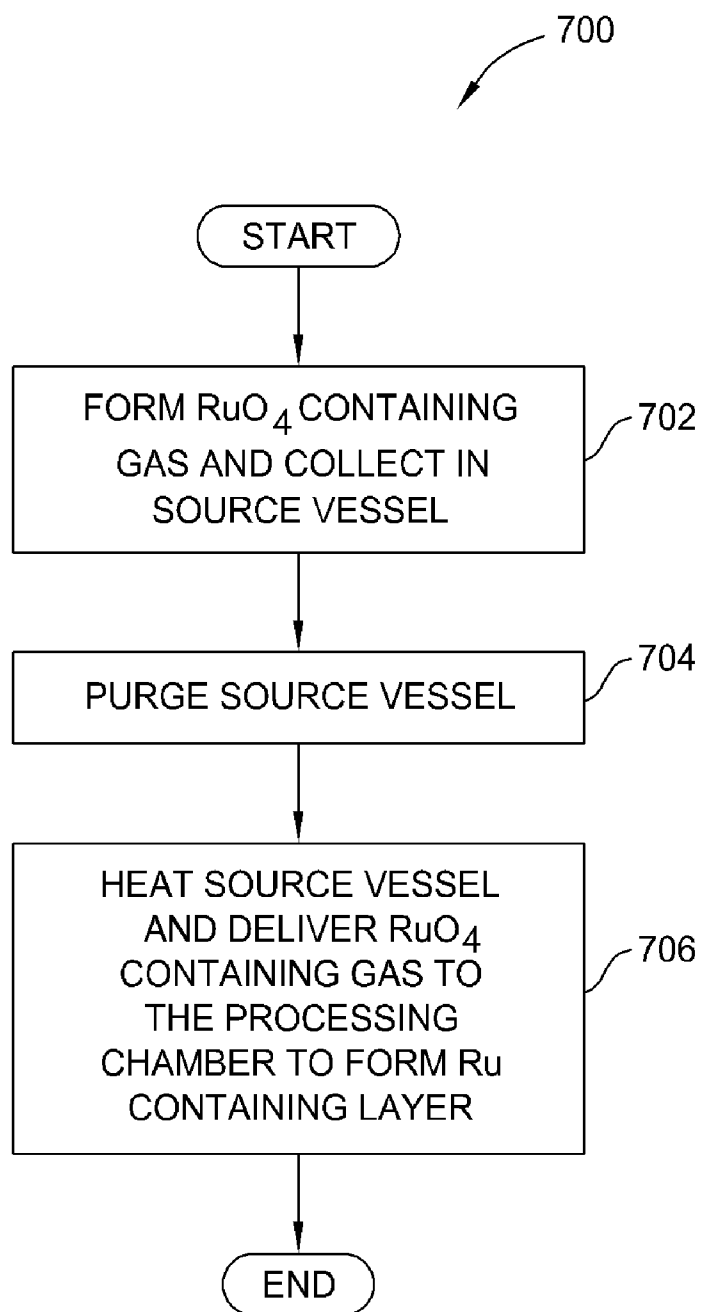 700
START
FORM RuO4 CONTAINING
GAS AND COLLECT IN
SOURCE VESSEL
702
PURGE SOURCE VESSEL
704
HEAT SOURCE VESSEL
AND DELIVER RuO4
CONTAINING GAS TO
THE PROCESSING
CHAMBER TO FORM Ru
CONTAINING LAYER
706
END